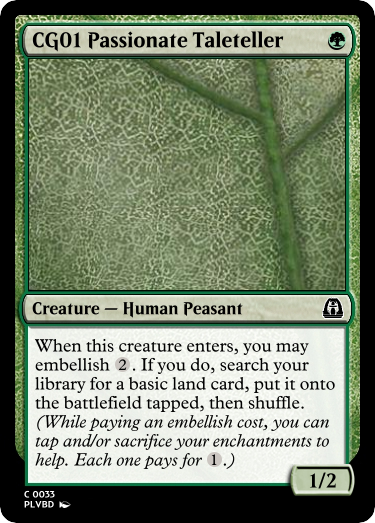 CG01 Passionate Taleteller
Creature — Human Peasant
When this creature enters, you may
embellish 2. If you do, search your
library for a basic land card, put it onto
the battlefield tapped, then shuffle.
(While paying an embellish cost, you can
tap and/or sacrifice your enchantments to
help. Each one pays for 1.)
1/2
C 0033
PLVBD